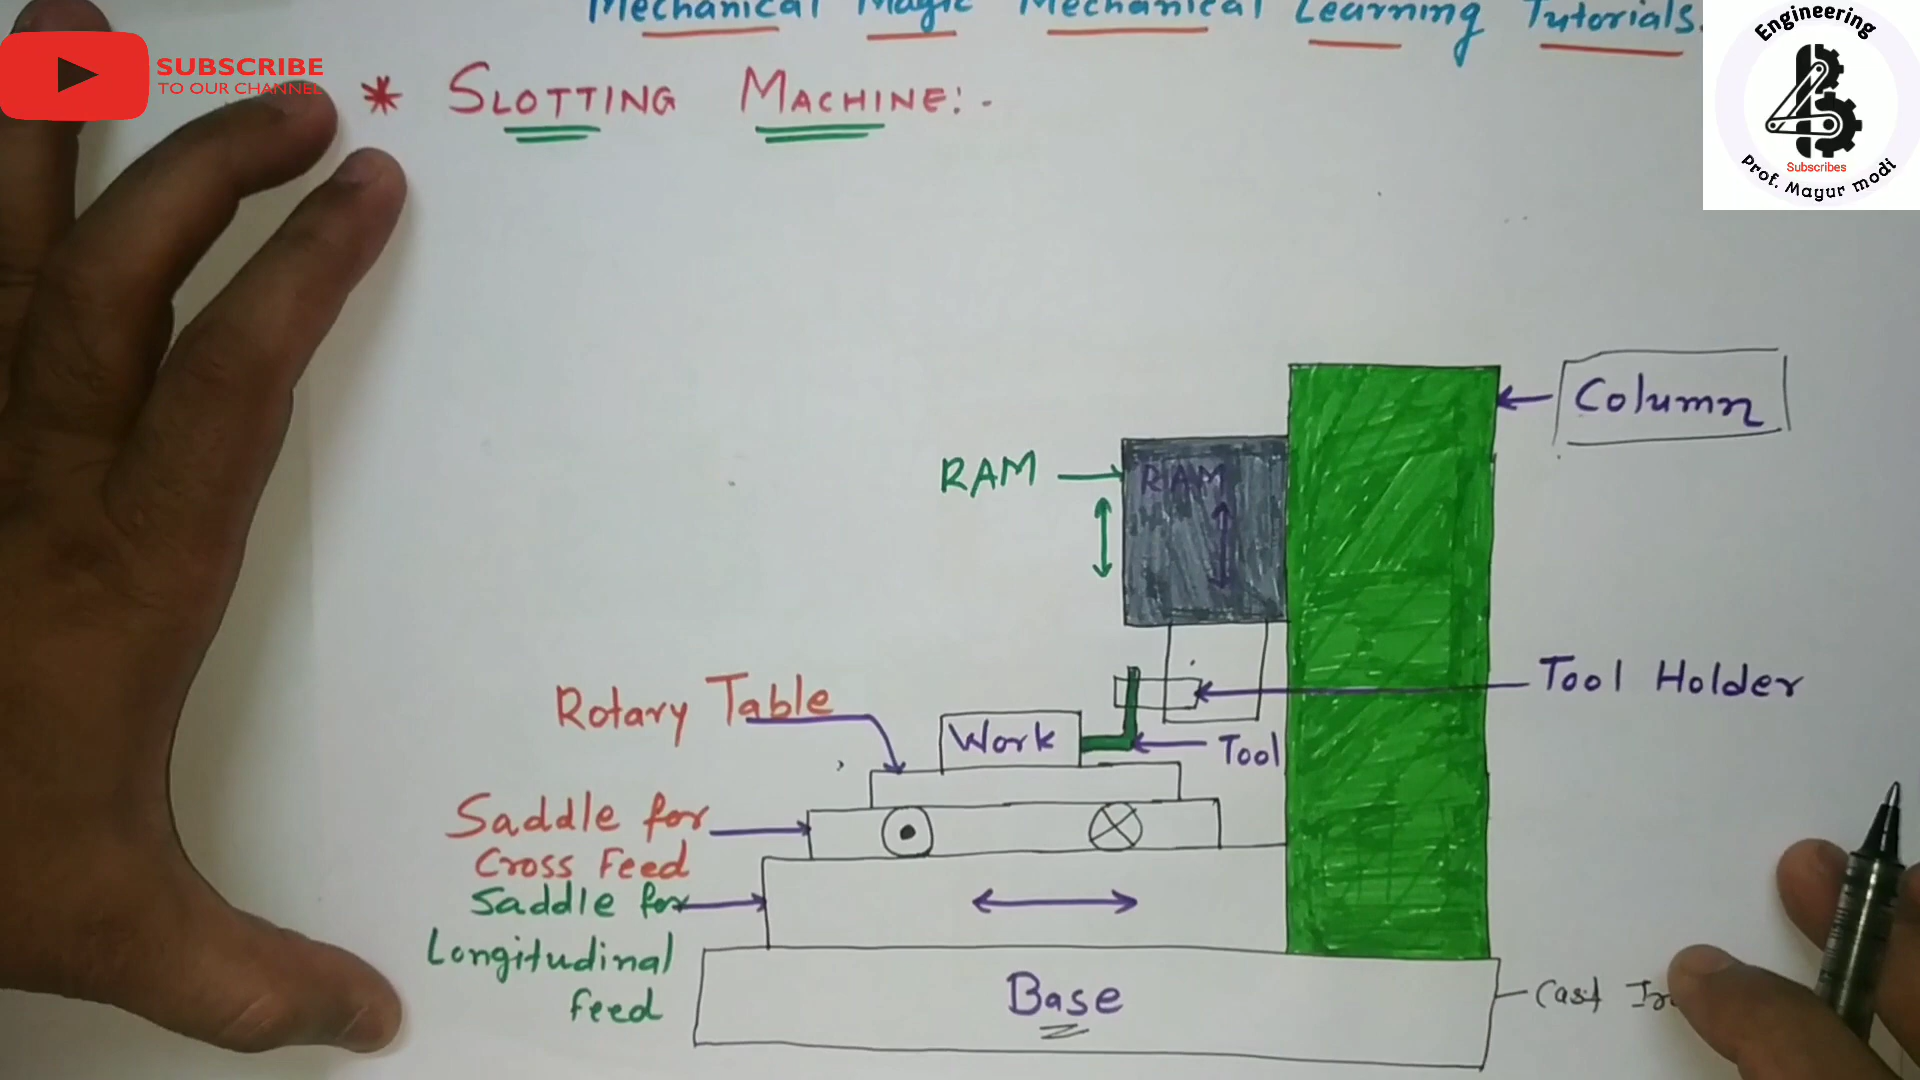 Mechanical Magic Mechanical Learning Tutorials.
SUBSCRIBE
TO OUR CHANNEL
Engineering
Subscribes
Prof. Mayur modi
* SLOTTING MACHINE:-
Column
RAM
RAM
Tool Holder
Rotary Table
Work
Tool
Saddle for
Cross Feed
Saddle for
Longitudinal
feed
Base
Cast